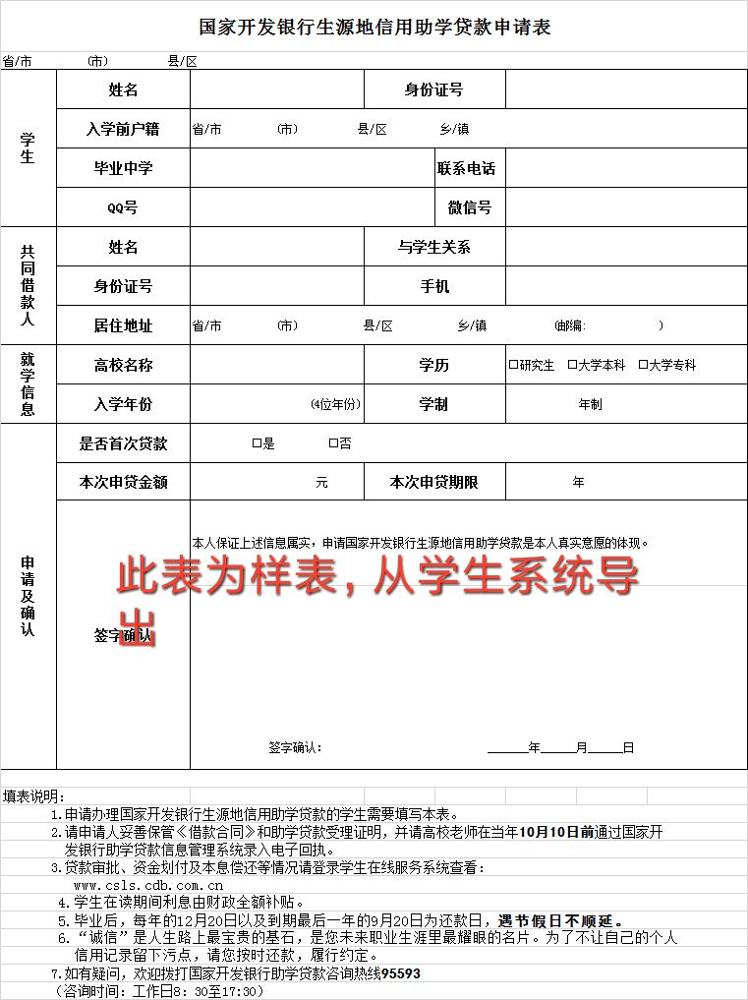 国家开发银行生源地信用助学贷款申请表
省/市 (市) 县/区
学生
姓名 身份证号
入学前户籍 省/市 (市) 县/区 乡/镇
毕业中学 联系电话
QQ号 微信号
共同借款人
姓名 与学生关系
身份证号 手机
居住地址 省/市 (市) 县/区 乡/镇 (邮编: )
就学信息
高校名称 学历 □研究生 □大学本科 □大学专科
入学年份 (4位年份) 学制 年制
申请及确认
是否首次贷款 □是 □否
本次申贷金额 元 本次申贷期限 年
本人保证上述信息属实，申请国家开发银行生源地信用助学贷款是本人真实意愿的体现。
此表为样表，从学生系统导
出
签字确认
签字确认： ______年______月______日
填表说明：
1.申请办理国家开发银行生源地信用助学贷款的学生需要填写本表。
2.请申请人妥善保管《借款合同》和助学贷款受理证明，并请高校老师在当年10月10日前通过国家开
发银行助学贷款信息管理系统录入电子回执。
3.贷款审批、资金划付及本息偿还等情况请登录学生在线服务系统查看：
www.csls.cdb.com.cn
4.学生在读期间利息由财政全额补贴。
5.毕业后，每年的12月20日以及到期最后一年的9月20日为还款日，遇节假日不顺延。
6.“诚信”是人生路上最宝贵的基石，是您未来职业生涯里最耀眼的名片。为了不让自己的个人
信用记录留下污点，请您按时还款，履行约定。
7.如有疑问，欢迎拨打国家开发银行助学贷款咨询热线95593
（咨询时间：工作日8：30至17:30）